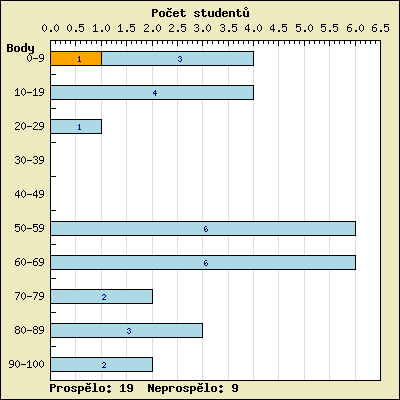 Počet studentů
0.0 0.5 1.0 1.5 2.0 2.5 3.0 3.5 4.0 4.5 5.0 5.5 6.0 6.5
Body
0-9 1 3
10-19 4
20-29 1
30-39
40-49
50-59 6
60-69 6
70-79 2
80-89 3
90-100 2
Prospělo: 19 Neprospělo: 9